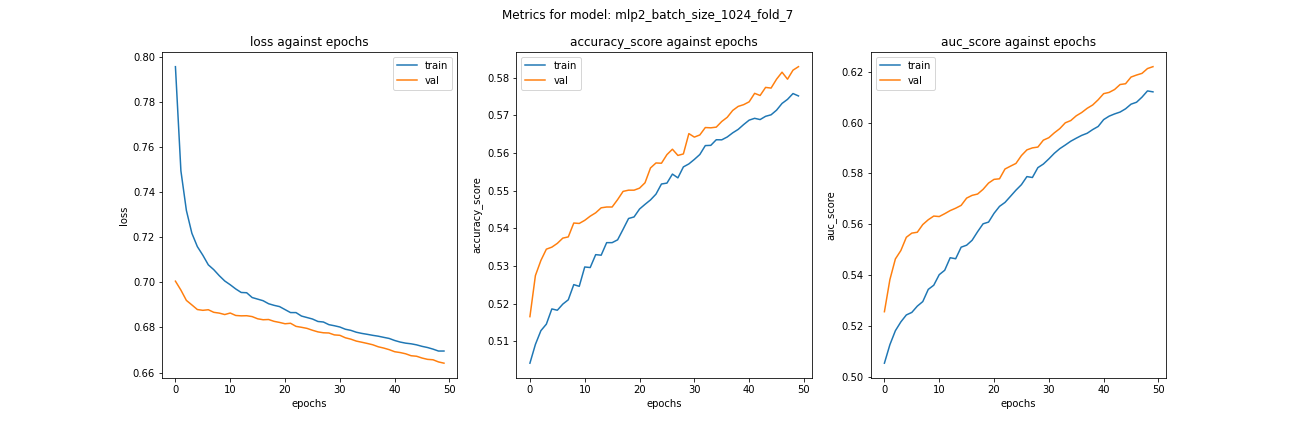 Metrics for model: mlp2_batch_size_1024_fold_7
loss against epochs
train
val
0.80
0.78
0.76
0.74
0.72
0.70
0.68
0.66
loss
0 10 20 30 40 50
epochs
accuracy_score against epochs
train
val
0.58
0.57
0.56
0.55
0.54
0.53
0.52
0.51
accuracy_score
0 10 20 30 40 50
epochs
auc_score against epochs
train
val
0.62
0.60
0.58
0.56
0.54
0.52
0.50
auc_score
0 10 20 30 40 50
epochs